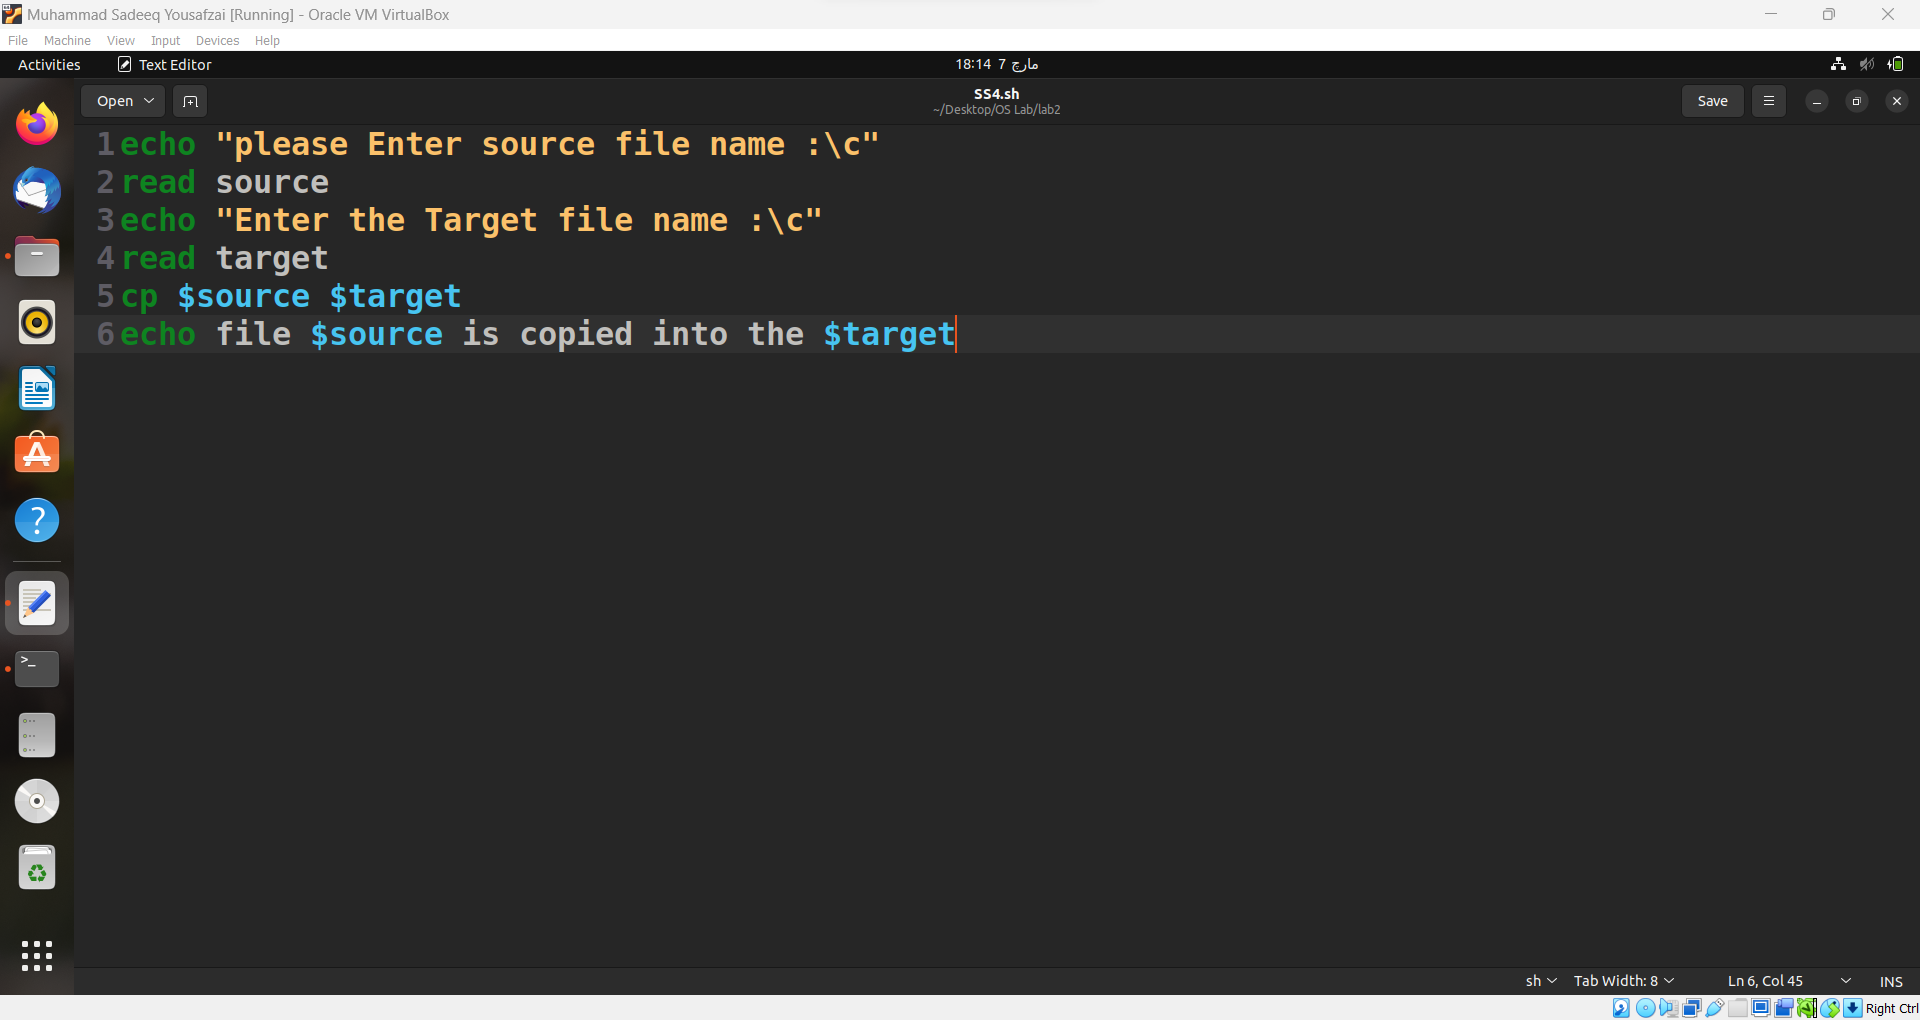 Muhammad Sadeeq Yousafzai [Running] - Oracle VM VirtualBox
File Machine View Input Devices Help
Activities Text Editor 18:14 7 مارچ
Open SS4.sh Save
~/Desktop/OS Lab/lab2
1 echo "please Enter source file name :\c"
2 read source
3 echo "Enter the Target file name :\c"
4 read target
5 cp $source $target
6 echo file $source is copied into the $target
sh Tab Width: 8 Ln 6, Col 45 INS
Right Ctrl